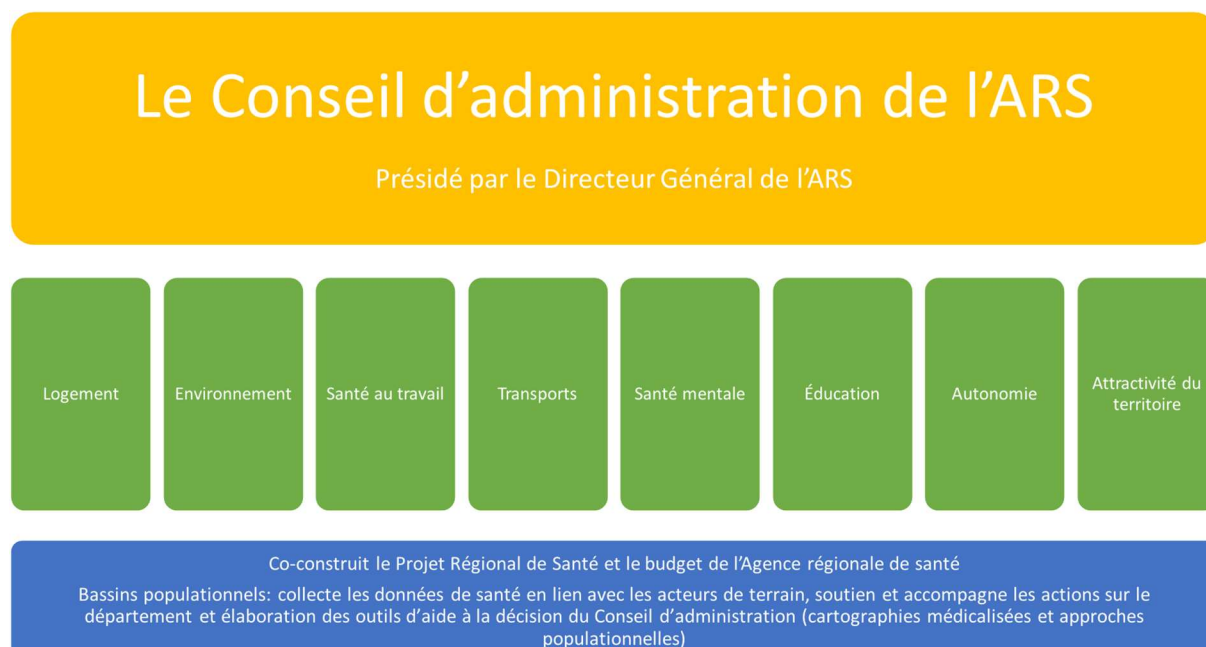 Le Conseil d’administration de l’ARS
Présidé par le Directeur Général de l’ARS
Logement
Environnement
Santé au travail
Transports
Santé mentale
Éducation
Autonomie
Attractivité du
territoire
Co-construit le Projet Régional de Santé et le budget de l’Agence régionale de santé
Bassins populationnels: collecte les données de santé en lien avec les acteurs de terrain, soutien et accompagne les actions sur le
département et élaboration des outils d’aide à la décision du Conseil d’administration (cartographies médicalisées et approches
populationnelles)